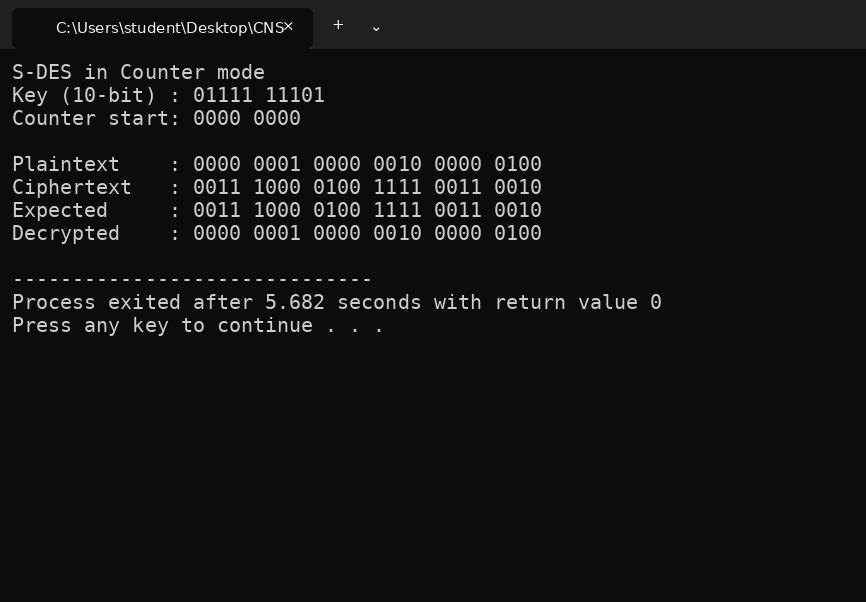 C:\Users\student\Desktop\CNS
S-DES in Counter mode
Key (10-bit) : 01111 11101
Counter start: 0000 0000
Plaintext    : 0000 0001 0000 0010 0000 0100
Ciphertext   : 0011 1000 0100 1111 0011 0010
Expected     : 0011 1000 0100 1111 0011 0010
Decrypted    : 0000 0001 0000 0010 0000 0100
------------------------------
Process exited after 5.682 seconds with return value 0
Press any key to continue . . .